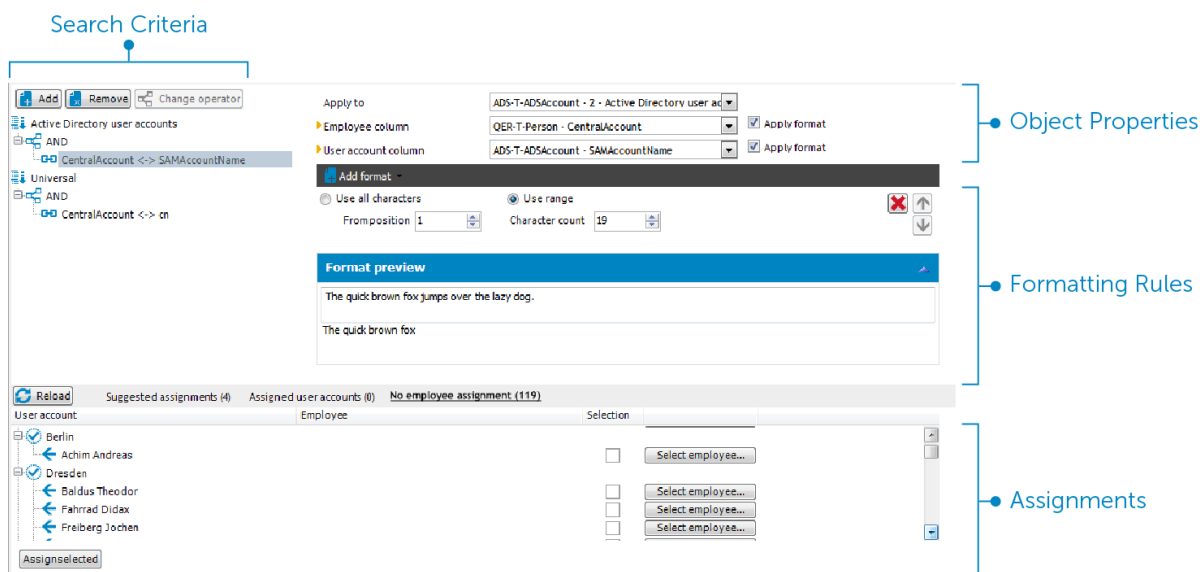 Search Criteria
Add Remove Change operator
Active Directory user accounts
AND
CentralAccount <-> SAMAccountName
Universal
AND
CentralAccount <-> cn
Apply to ADS-T-ADSAccount - 2 - Active Directory user ac
Employee column QER-T-Person - CentralAccount Apply format
User account column ADS-T-ADSAccount - SAMAccountName Apply format
Object Properties
Add format
Use all characters Use range
Fromposition 1 Character count 19
Format preview
The quick brown fox jumps over the lazy dog.
The quick brown fox
Formatting Rules
Reload Suggested assignments (4) Assigned user accounts (0) No employee assignment (119)
User account Employee Selection
Berlin
Achim Andreas Select employee...
Dresden
Baldus Theodor Select employee...
Fahrrad Didax Select employee...
Freiberg Jochen Select employee...
Assignments
Assignselected